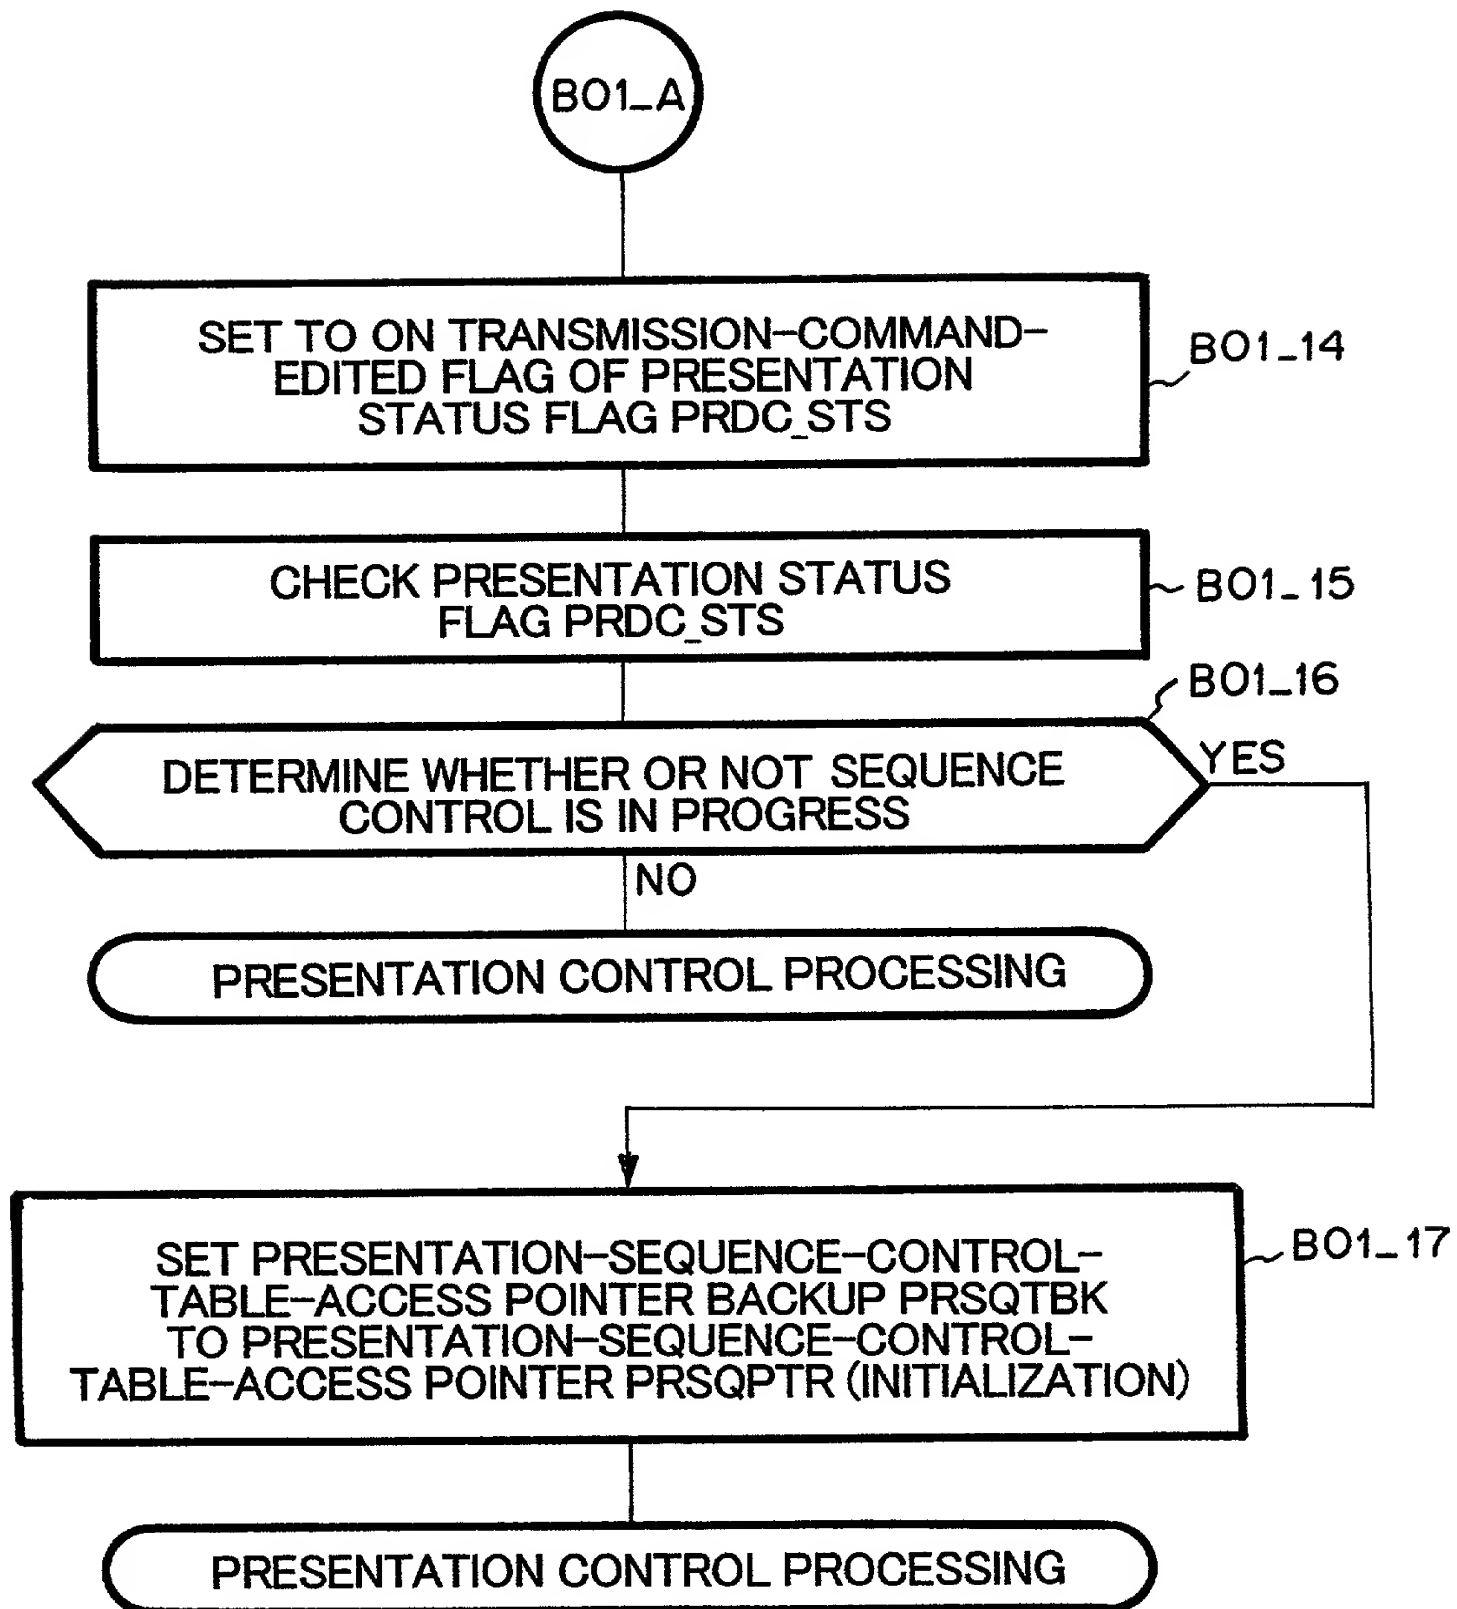 B01_A
SET TO ON TRANSMISSION-COMMAND-
EDITED FLAG OF PRESENTATION
STATUS FLAG PRDC_STS
B01_14
CHECK PRESENTATION STATUS
FLAG PRDC_STS
B01_15
B01_16
DETERMINE WHETHER OR NOT SEQUENCE
CONTROL IS IN PROGRESS
YES
NO
PRESENTATION CONTROL PROCESSING
SET PRESENTATION-SEQUENCE-CONTROL-
TABLE-ACCESS POINTER BACKUP PRSQTBK
TO PRESENTATION-SEQUENCE-CONTROL-
TABLE-ACCESS POINTER PRSQPTR (INITIALIZATION)
B01_17
PRESENTATION CONTROL PROCESSING